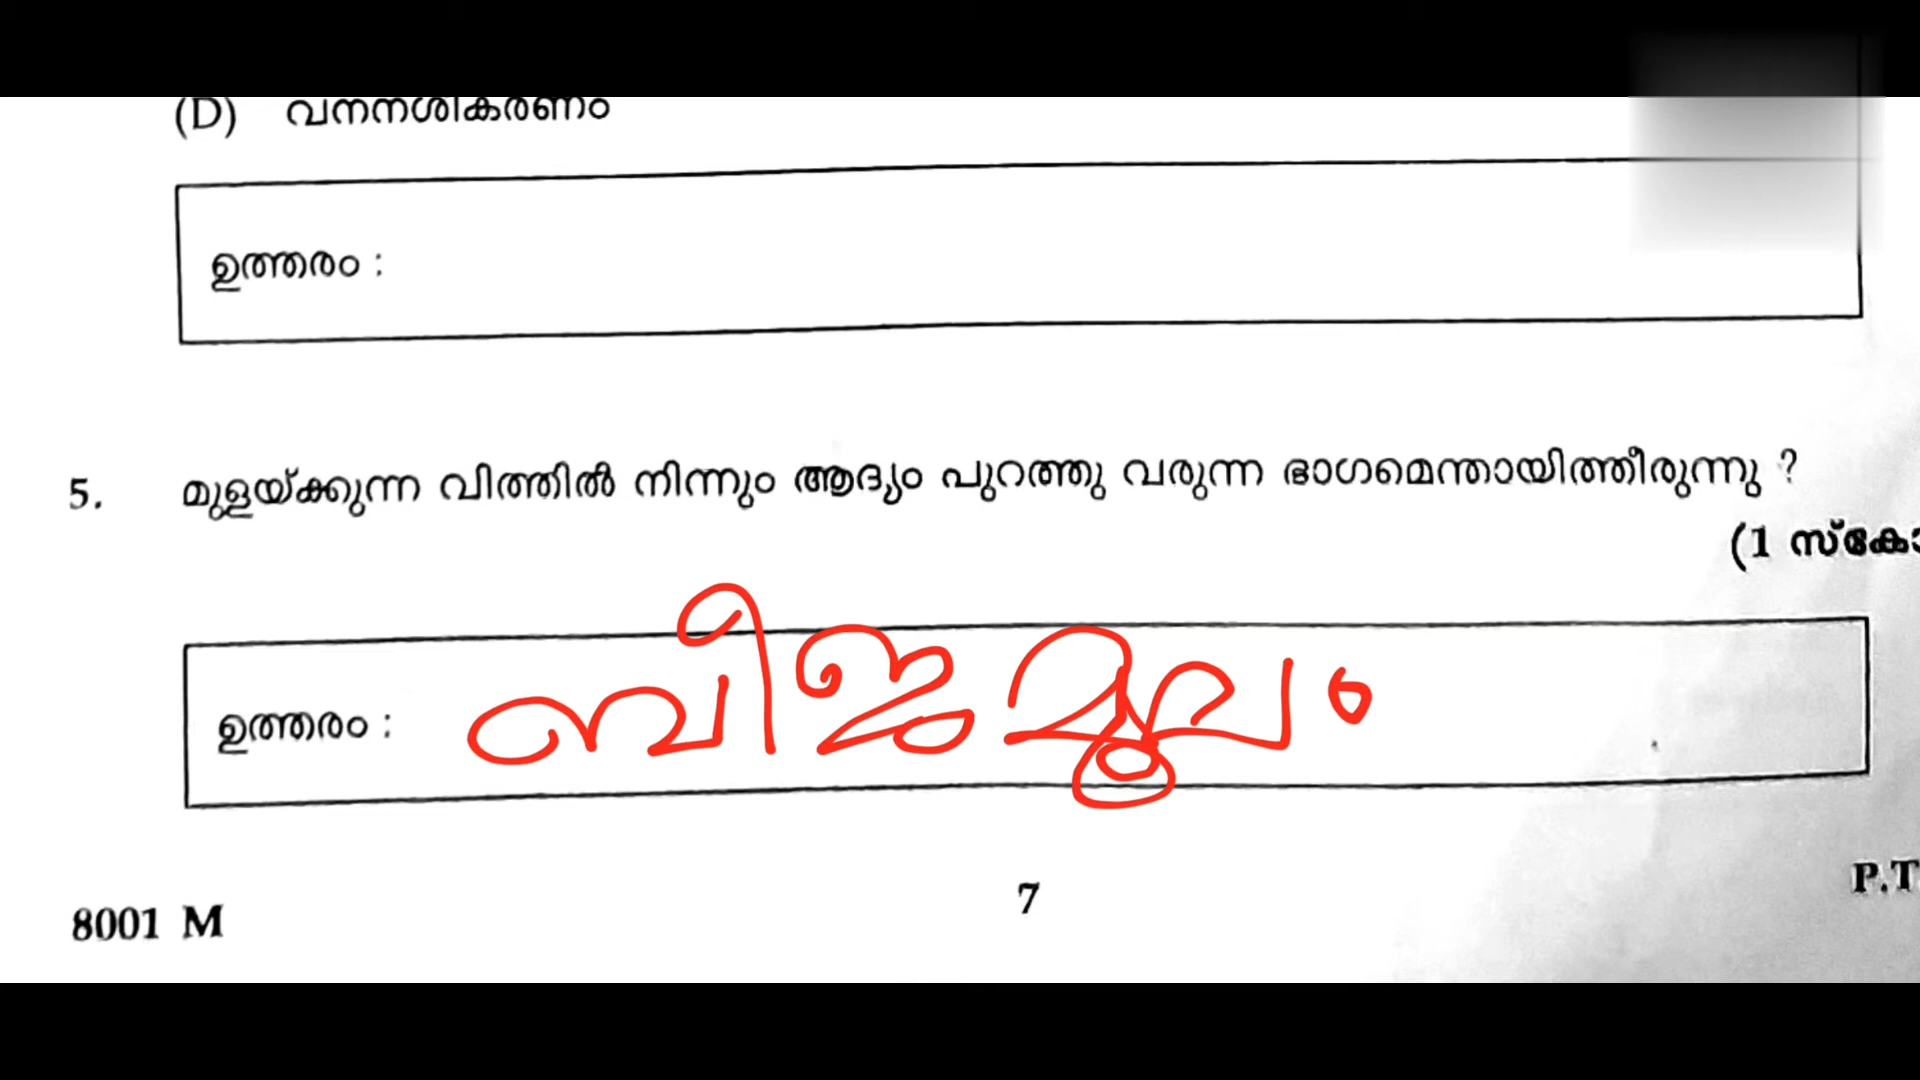 (D) വനനശീകരണം
ഉത്തരം :
5. മുളയ്ക്കുന്ന വിത്തിൽ നിന്നും ആദ്യം പുറത്തു വരുന്ന ഭാഗമെന്തായിത്തീരുന്നു ?
(1 സ്കോ
ഉത്തരം : ബീജമൂലം
8001 M
7
P.T